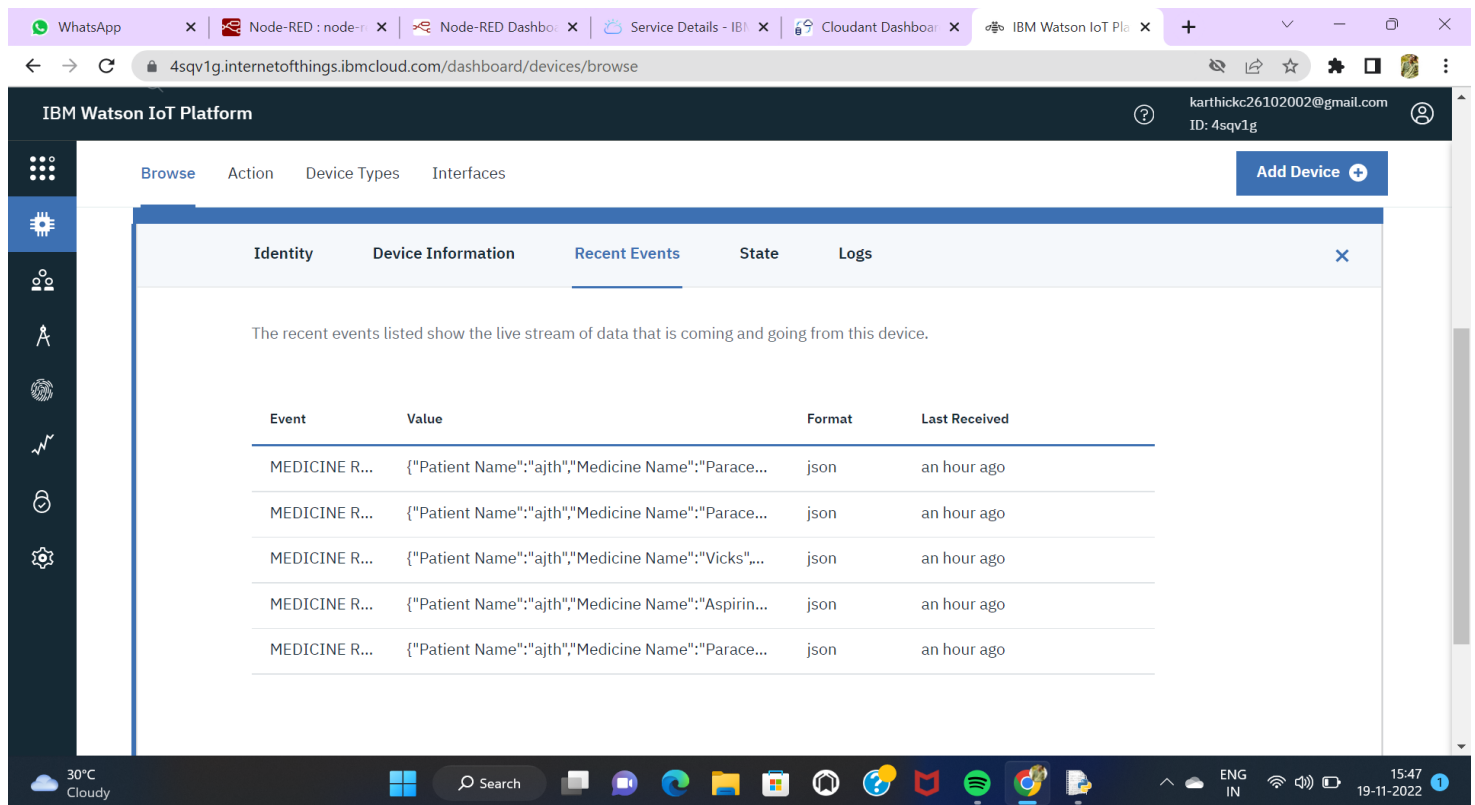 WhatsApp
Node-RED : node-r
Node-RED Dashbo
Service Details - IB
Cloudant Dashboar
IBM Watson IoT Pla
4sqv1g.internetofthings.ibmcloud.com/dashboard/devices/browse
IBM Watson IoT Platform
karthickc26102002@gmail.com
ID: 4sqv1g
Browse Action Device Types Interfaces
Add Device
Identity Device Information Recent Events State Logs
The recent events listed show the live stream of data that is coming and going from this device.
Event Value Format Last Received
MEDICINE R... {"Patient Name":"ajth","Medicine Name":"Parace... json an hour ago
MEDICINE R... {"Patient Name":"ajth","Medicine Name":"Parace... json an hour ago
MEDICINE R... {"Patient Name":"ajth","Medicine Name":"Vicks",... json an hour ago
MEDICINE R... {"Patient Name":"ajth","Medicine Name":"Aspirin... json an hour ago
MEDICINE R... {"Patient Name":"ajth","Medicine Name":"Parace... json an hour ago
30°C
Cloudy
Search
ENG
IN
15:47
19-11-2022
1